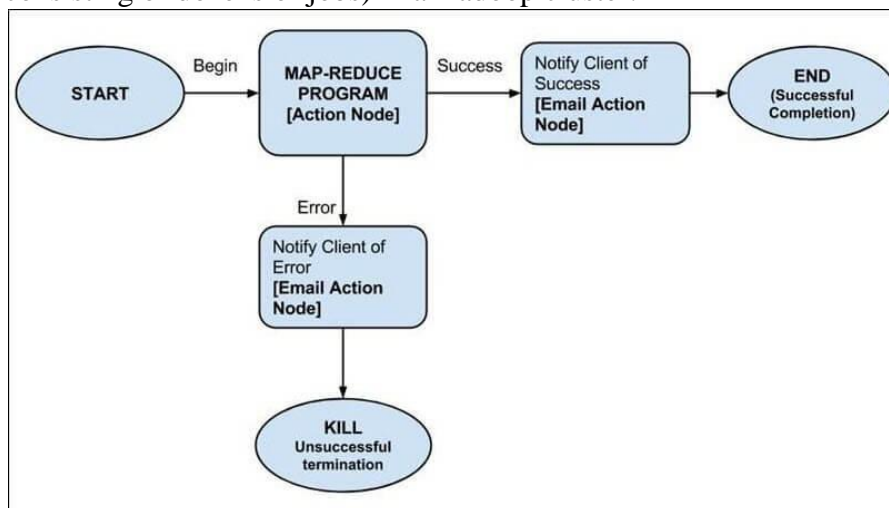 START
Begin
MAP-REDUCE
PROGRAM
[Action Node]
Success
Notify Client of
Success
[Email Action
Node]
END
(Successful
Completion)
Error
Notify Client of
Error
[Email Action
Node]
KILL
Unsuccessful
termination